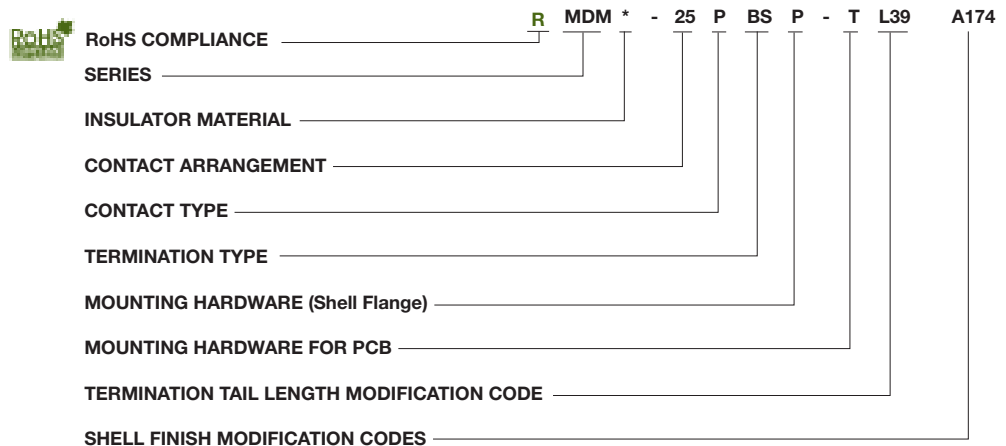 R MDM * - 25 P BS P - T L39 A174
RoHS
RoHS COMPLIANCE
SERIES
INSULATOR MATERIAL
CONTACT ARRANGEMENT
CONTACT TYPE
TERMINATION TYPE
MOUNTING HARDWARE (Shell Flange)
MOUNTING HARDWARE FOR PCB
TERMINATION TAIL LENGTH MODIFICATION CODE
SHELL FINISH MODIFICATION CODES